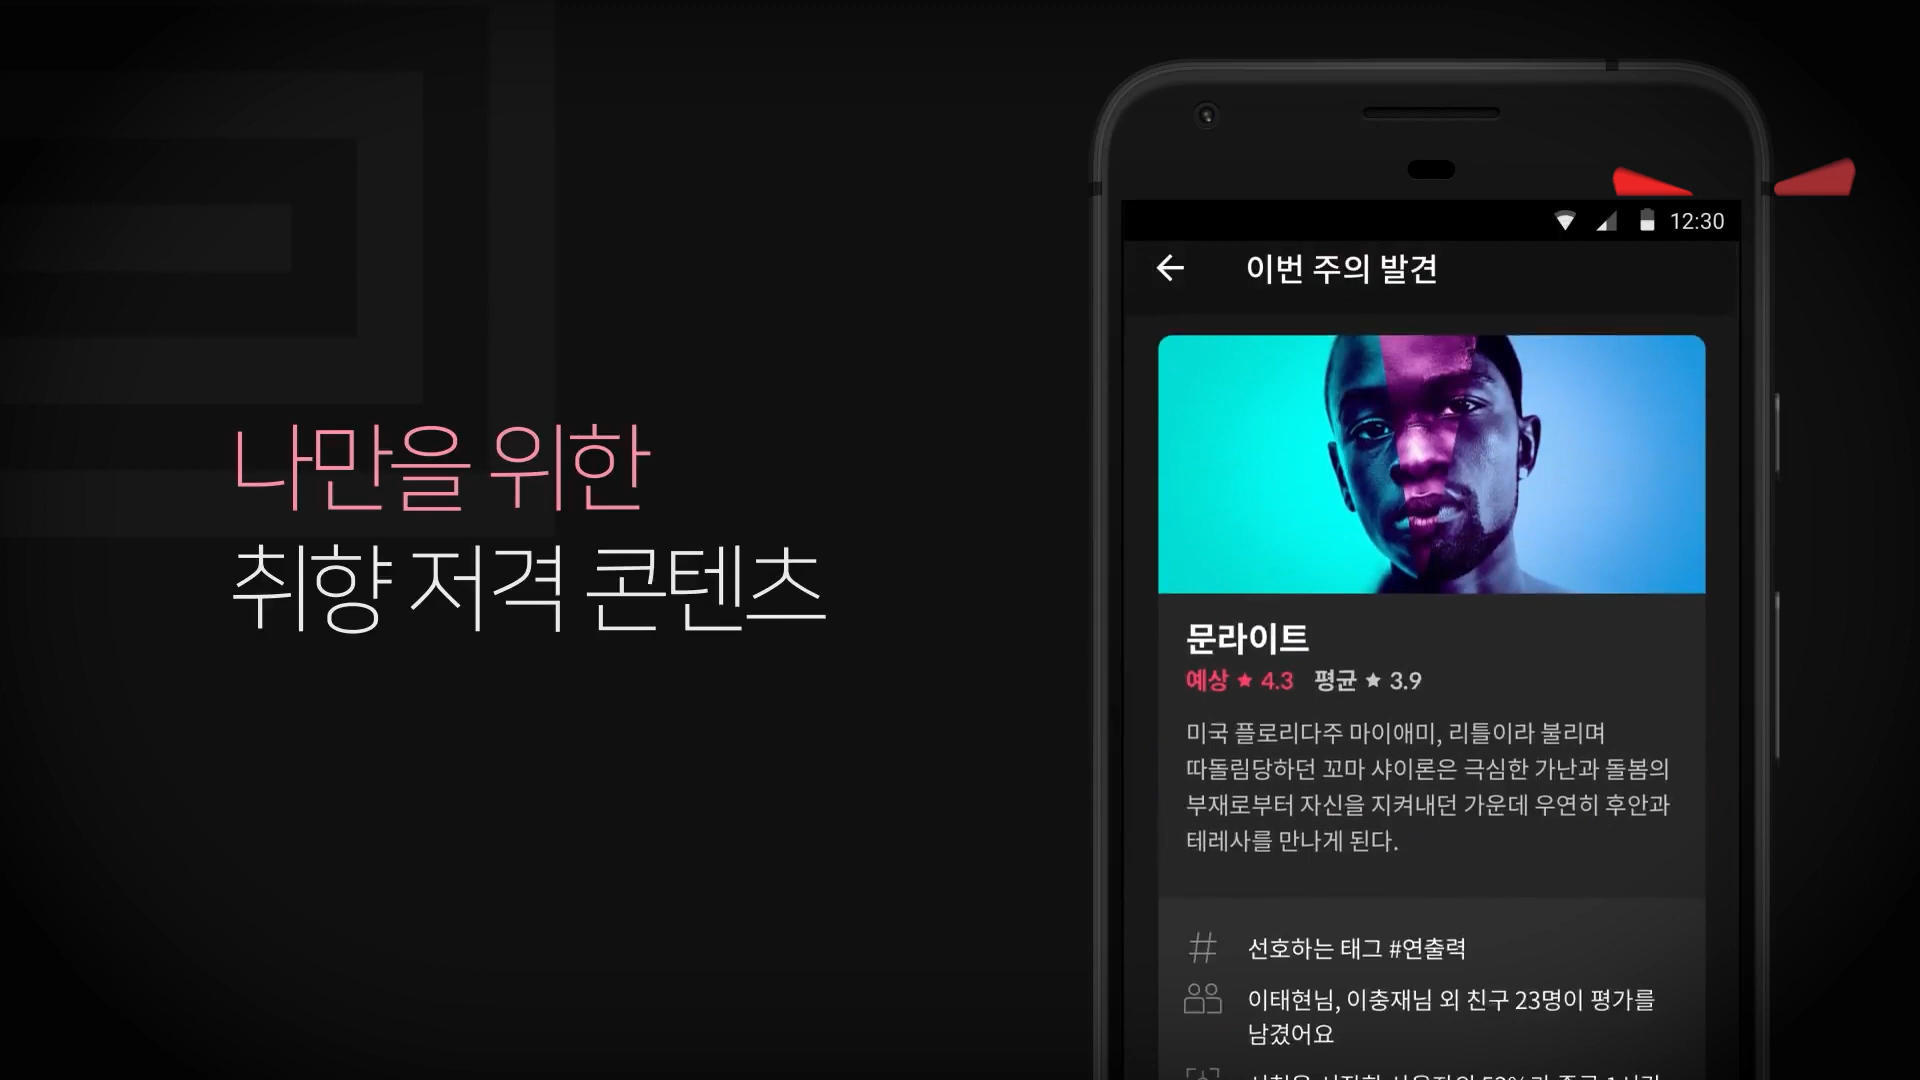 나만을 위한
취향 저격 콘텐츠
12:30
이번 주의 발견
문라이트
예상 ★ 4.3 평균 ★ 3.9
미국 플로리다주 마이애미, 리틀이라 불리며
따돌림당하던 꼬마 샤이론은 극심한 가난과 돌봄의
부재로부터 자신을 지켜내던 가운데 우연히 후안과
테레사를 만나게 된다.
# 선호하는 태그 #연출력
이태현님, 이충재님 외 친구 23명이 평가를
남겼어요